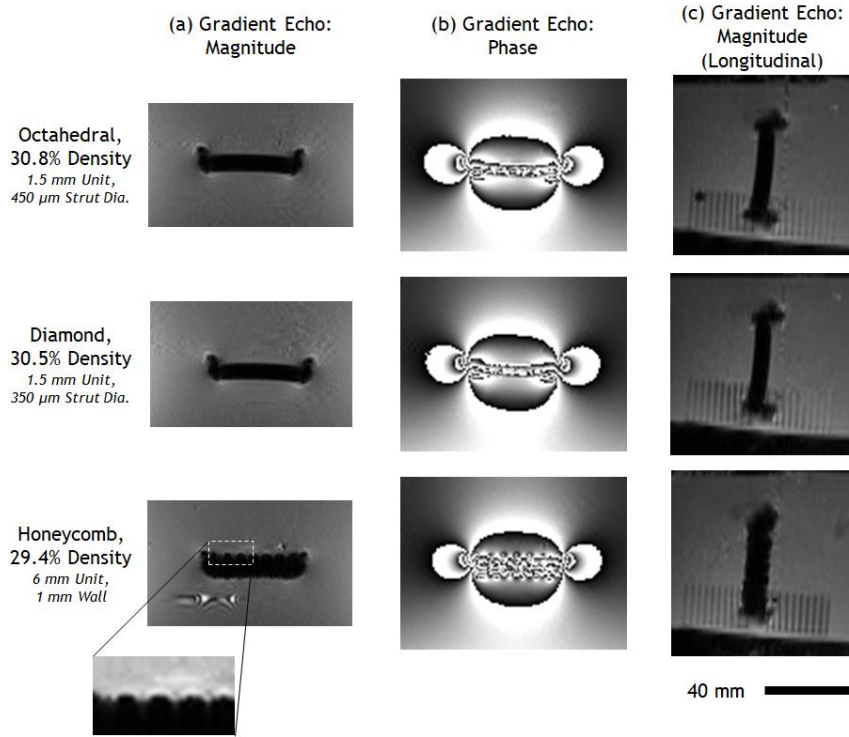 (a) Gradient Echo:
Magnitude
(b) Gradient Echo:
Phase
(c) Gradient Echo:
Magnitude
(Longitudinal)
Octahedral,
30.8% Density
1.5 mm Unit,
450 µm Strut Dia.
Diamond,
30.5% Density
1.5 mm Unit,
350 µm Strut Dia.
Honeycomb,
29.4% Density
6 mm Unit,
1 mm Wall
40 mm